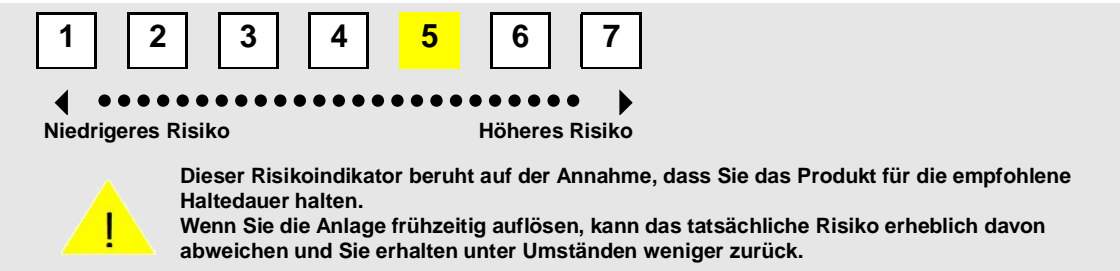 1 2 3 4 5 6 7
Niedrigeres Risiko Höheres Risiko
Dieser Risikoindikator beruht auf der Annahme, dass Sie das Produkt für die empfohlene
Haltedauer halten.
Wenn Sie die Anlage frühzeitig auflösen, kann das tatsächliche Risiko erheblich davon
abweichen und Sie erhalten unter Umständen weniger zurück.
!